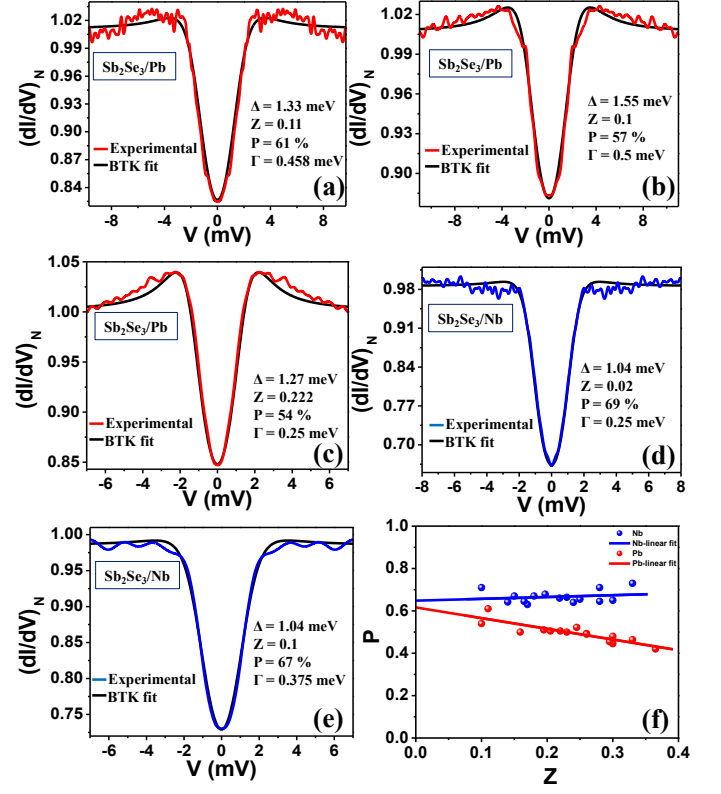 1.02
0.99
0.96
0.93
0.90
0.87
0.84
(dI/dV)N
Sb2Se3/Pb
Δ = 1.33 meV
Z = 0.11
P = 61 %
Γ = 0.458 meV
Experimental
BTK fit
(a)
-8 -4 0 4 8
V (mV)
1.02
0.99
0.96
0.93
0.90
(dI/dV)N
Sb2Se3/Pb
Δ = 1.55 meV
Z = 0.1
P = 57 %
Γ = 0.5 meV
Experimental
BTK fit
(b)
-8 -4 0 4 8
V (mV)
1.05
1.00
0.95
0.90
0.85
(dI/dV)N
Sb2Se3/Pb
Δ = 1.27 meV
Z = 0.222
P = 54 %
Γ = 0.25 meV
Experimental
BTK fit
(c)
-6 -4 -2 0 2 4 6
V (mV)
0.98
0.91
0.84
0.77
0.70
(dI/dV)N
Sb2Se3/Nb
Δ = 1.04 meV
Z = 0.02
P = 69 %
Γ = 0.25 meV
Experimental
BTK fit
(d)
-8 -6 -4 -2 0 2 4 6 8
V (mV)
1.00
0.95
0.90
0.85
0.80
0.75
(dI/dV)N
Sb2Se3/Nb
Δ = 1.04 meV
Z = 0.1
P = 67 %
Γ = 0.375 meV
Experimental
BTK fit
(e)
-6 -4 -2 0 2 4 6
V (mV)
1.0
0.8
0.6
0.4
0.2
0.0
P
Nb
Nb-linear fit
Pb
Pb-linear fit
(f)
0.0 0.1 0.2 0.3 0.4
Z